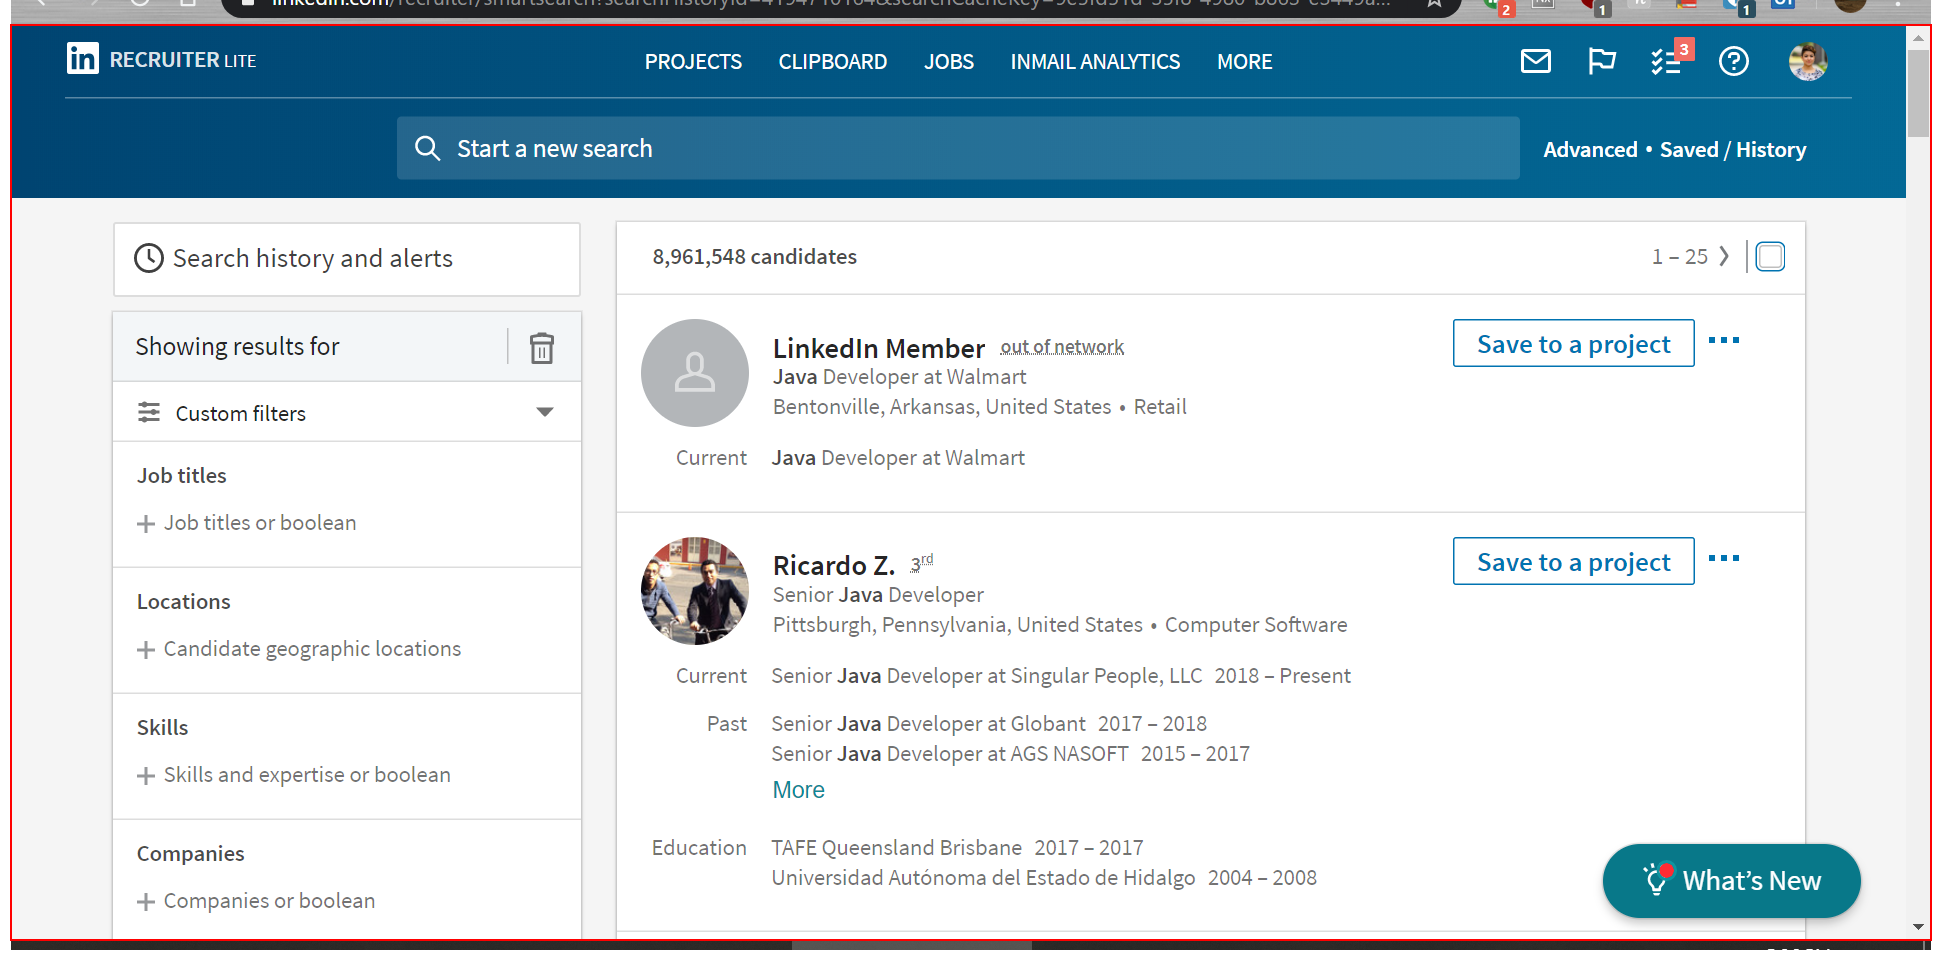 in RECRUITER LITE
PROJECTS CLIPBOARD JOBS INMAIL ANALYTICS MORE
3
Start a new search
Advanced • Saved / History
Search history and alerts
Showing results for
Custom filters
Job titles
Job titles or boolean
Locations
Candidate geographic locations
Skills
Skills and expertise or boolean
Companies
Companies or boolean
8,961,548 candidates
1 – 25
LinkedIn Member out of network
Java Developer at Walmart
Bentonville, Arkansas, United States • Retail
Current Java Developer at Walmart
Save to a project
Ricardo Z. 3rd
Senior Java Developer
Pittsburgh, Pennsylvania, United States • Computer Software
Current Senior Java Developer at Singular People, LLC 2018 – Present
Past Senior Java Developer at Globant 2017 – 2018
Senior Java Developer at AGS NASOFT 2015 – 2017
More
Education TAFE Queensland Brisbane 2017 – 2017
Universidad Autónoma del Estado de Hidalgo 2004 – 2008
Save to a project
What's New